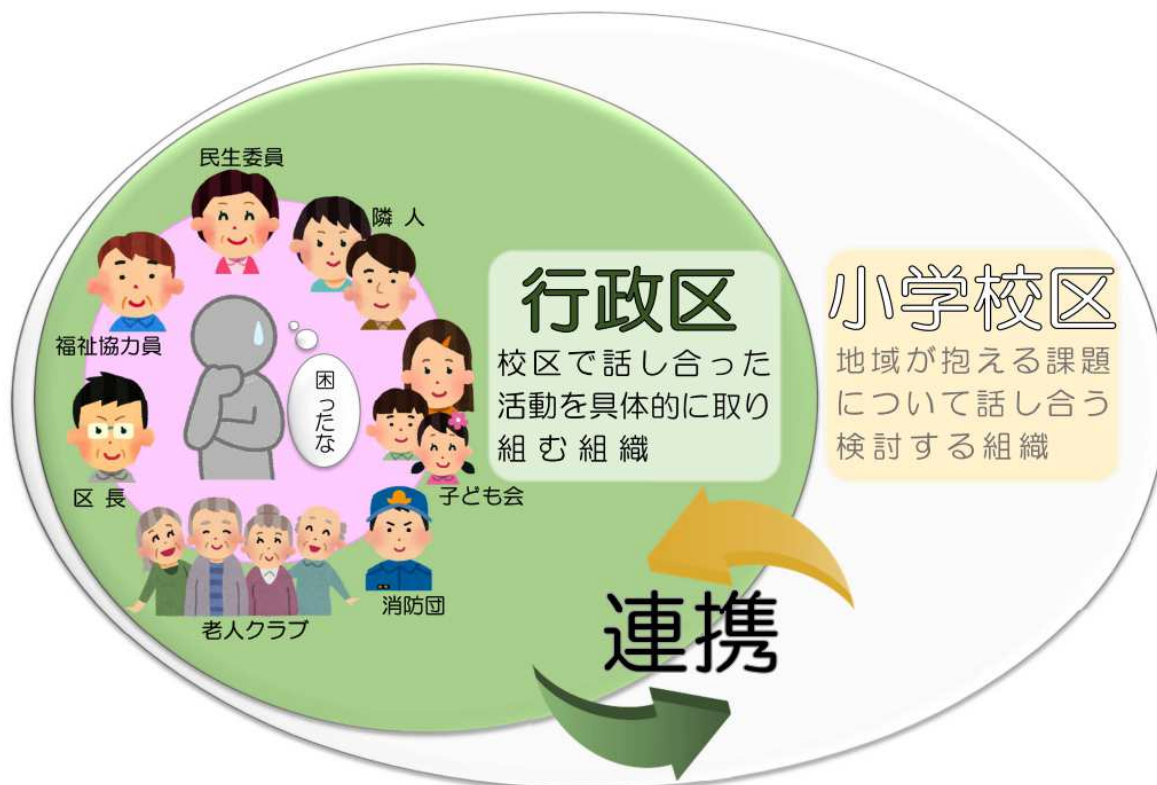 民生委員
隣人
福祉協力員
困ったな
区長
子ども会
消防団
老人クラブ
行政区
校区で話し合った
活動を具体的に取り
組む組織
小学校区
地域が抱える課題
について話し合う
検討する組織
連携